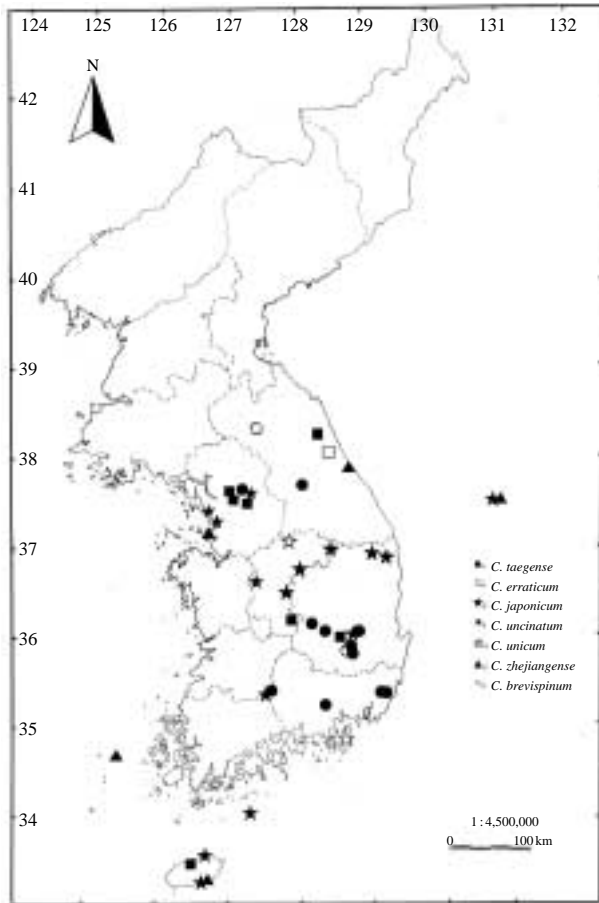 124 125 126 127 128 129 130 131 132
N
42
41
40
39
38
37
36
35
34
C. taegense
C. erraticum
C. japonicum
C. uncinatum
C. unicum
C. zhejiangense
C. brevispinum
1 : 4,500,000
0 100 km